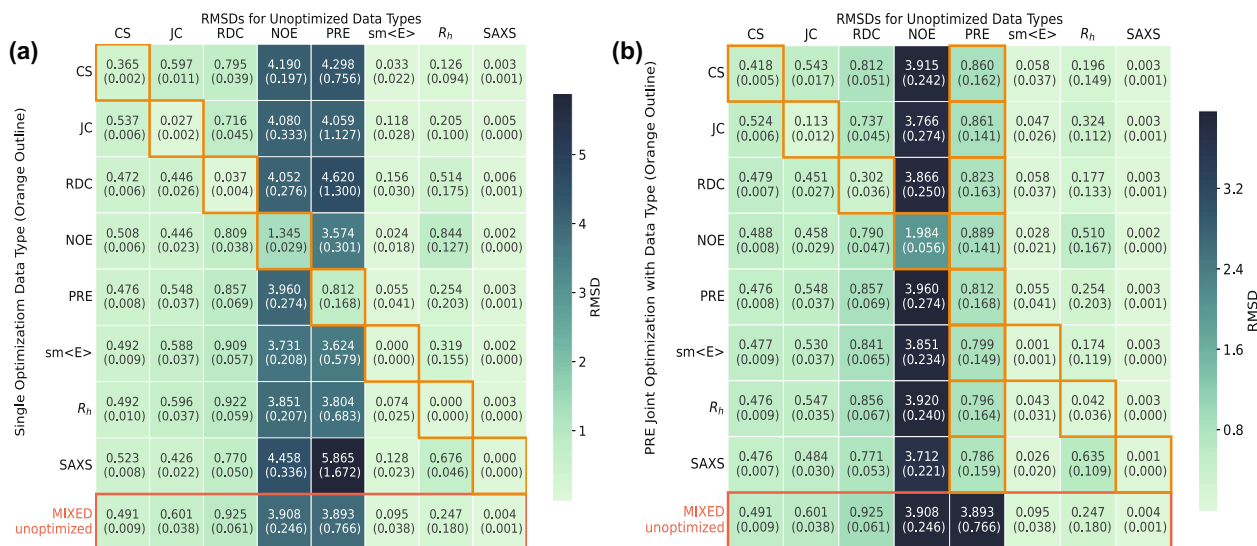 RMSDs for Unoptimized Data Types
(a)
CS JC RDC NOE PRE sm<E> Rh SAXS
Single Optimizatiom Data Type (Orange Outline)
CS 0.365 0.597 0.795 4.190 4.298 0.033 0.126 0.003
(0.002) (0.011) (0.039) (0.197) (0.756) (0.022) (0.094) (0.001)
JC 0.537 0.027 0.716 4.080 4.059 0.118 0.205 0.005
(0.006) (0.002) (0.045) (0.333) (1.127) (0.028) (0.100) (0.000)
RDC 0.472 0.446 0.037 4.052 4.620 0.156 0.514 0.006
(0.006) (0.026) (0.004) (0.276) (1.300) (0.030) (0.175) (0.001)
NOE 0.508 0.446 0.809 1.345 3.574 0.024 0.844 0.002
(0.006) (0.023) (0.038) (0.029) (0.301) (0.018) (0.127) (0.000)
PRE 0.476 0.548 0.857 3.960 0.812 0.055 0.254 0.003
(0.008) (0.037) (0.069) (0.274) (0.168) (0.041) (0.203) (0.001)
sm<E> 0.492 0.588 0.909 3.731 3.624 0.000 0.319 0.002
(0.009) (0.037) (0.057) (0.208) (0.579) (0.000) (0.155) (0.000)
Rh 0.492 0.596 0.922 3.851 3.804 0.074 0.000 0.003
(0.010) (0.037) (0.059) (0.207) (0.683) (0.025) (0.000) (0.000)
SAXS 0.523 0.426 0.770 4.458 5.865 0.128 0.676 0.000
(0.008) (0.022) (0.050) (0.336) (1.672) (0.023) (0.046) (0.000)
MIXED 0.491 0.601 0.925 3.908 3.893 0.095 0.247 0.004
unoptimized (0.009) (0.038) (0.061) (0.246) (0.766) (0.038) (0.180) (0.001)
5
4
3
2
1
RMSD
RMSDs for Unoptimized Data Types
(b)
CS JC RDC NOE PRE sm<E> Rh SAXS
PRE Joint Optimization with Data Type (Orange Outline)
CS 0.418 0.543 0.812 3.915 0.860 0.058 0.196 0.003
(0.005) (0.017) (0.051) (0.242) (0.162) (0.037) (0.149) (0.001)
JC 0.524 0.113 0.737 3.766 0.861 0.047 0.324 0.003
(0.006) (0.012) (0.045) (0.274) (0.141) (0.026) (0.112) (0.001)
RDC 0.479 0.451 0.302 3.866 0.823 0.058 0.177 0.003
(0.007) (0.027) (0.036) (0.250) (0.163) (0.037) (0.133) (0.001)
NOE 0.488 0.458 0.790 1.984 0.889 0.028 0.510 0.002
(0.008) (0.029) (0.047) (0.056) (0.141) (0.021) (0.167) (0.000)
PRE 0.476 0.548 0.857 3.960 0.812 0.055 0.254 0.003
(0.008) (0.037) (0.069) (0.274) (0.168) (0.041) (0.203) (0.001)
sm<E> 0.477 0.530 0.841 3.851 0.799 0.001 0.174 0.003
(0.009) (0.037) (0.065) (0.234) (0.149) (0.001) (0.119) (0.000)
Rh 0.476 0.547 0.856 3.920 0.796 0.043 0.042 0.003
(0.009) (0.035) (0.067) (0.240) (0.164) (0.031) (0.036) (0.000)
SAXS 0.476 0.484 0.771 3.712 0.786 0.026 0.635 0.001
(0.007) (0.030) (0.053) (0.221) (0.159) (0.020) (0.109) (0.000)
MIXED 0.491 0.601 0.925 3.908 3.893 0.095 0.247 0.004
unoptimized (0.009) (0.038) (0.061) (0.246) (0.766) (0.038) (0.180) (0.001)
3.2
2.4
1.6
0.8
RMSD